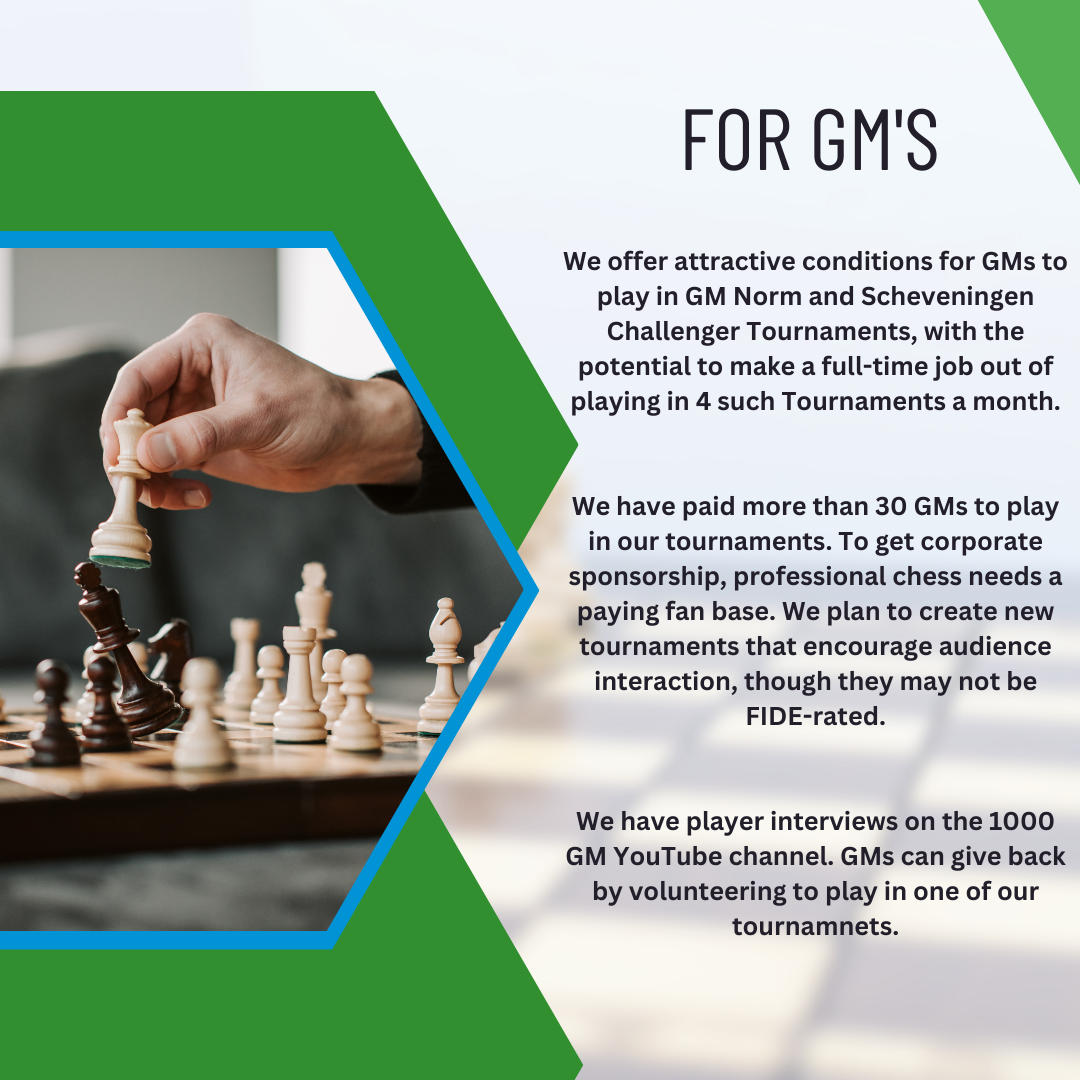 FOR GM'S
We offer attractive conditions for GMs to
play in GM Norm and Scheveningen
Challenger Tournaments, with the
potential to make a full-time job out of
playing in 4 such Tournaments a month.
We have paid more than 30 GMs to play
in our tournaments. To get corporate
sponsorship, professional chess needs a
paying fan base. We plan to create new
tournaments that encourage audience
interaction, though they may not be
FIDE-rated.
We have player interviews on the 1000
GM YouTube channel. GMs can give back
by volunteering to play in one of our
tournamnets.